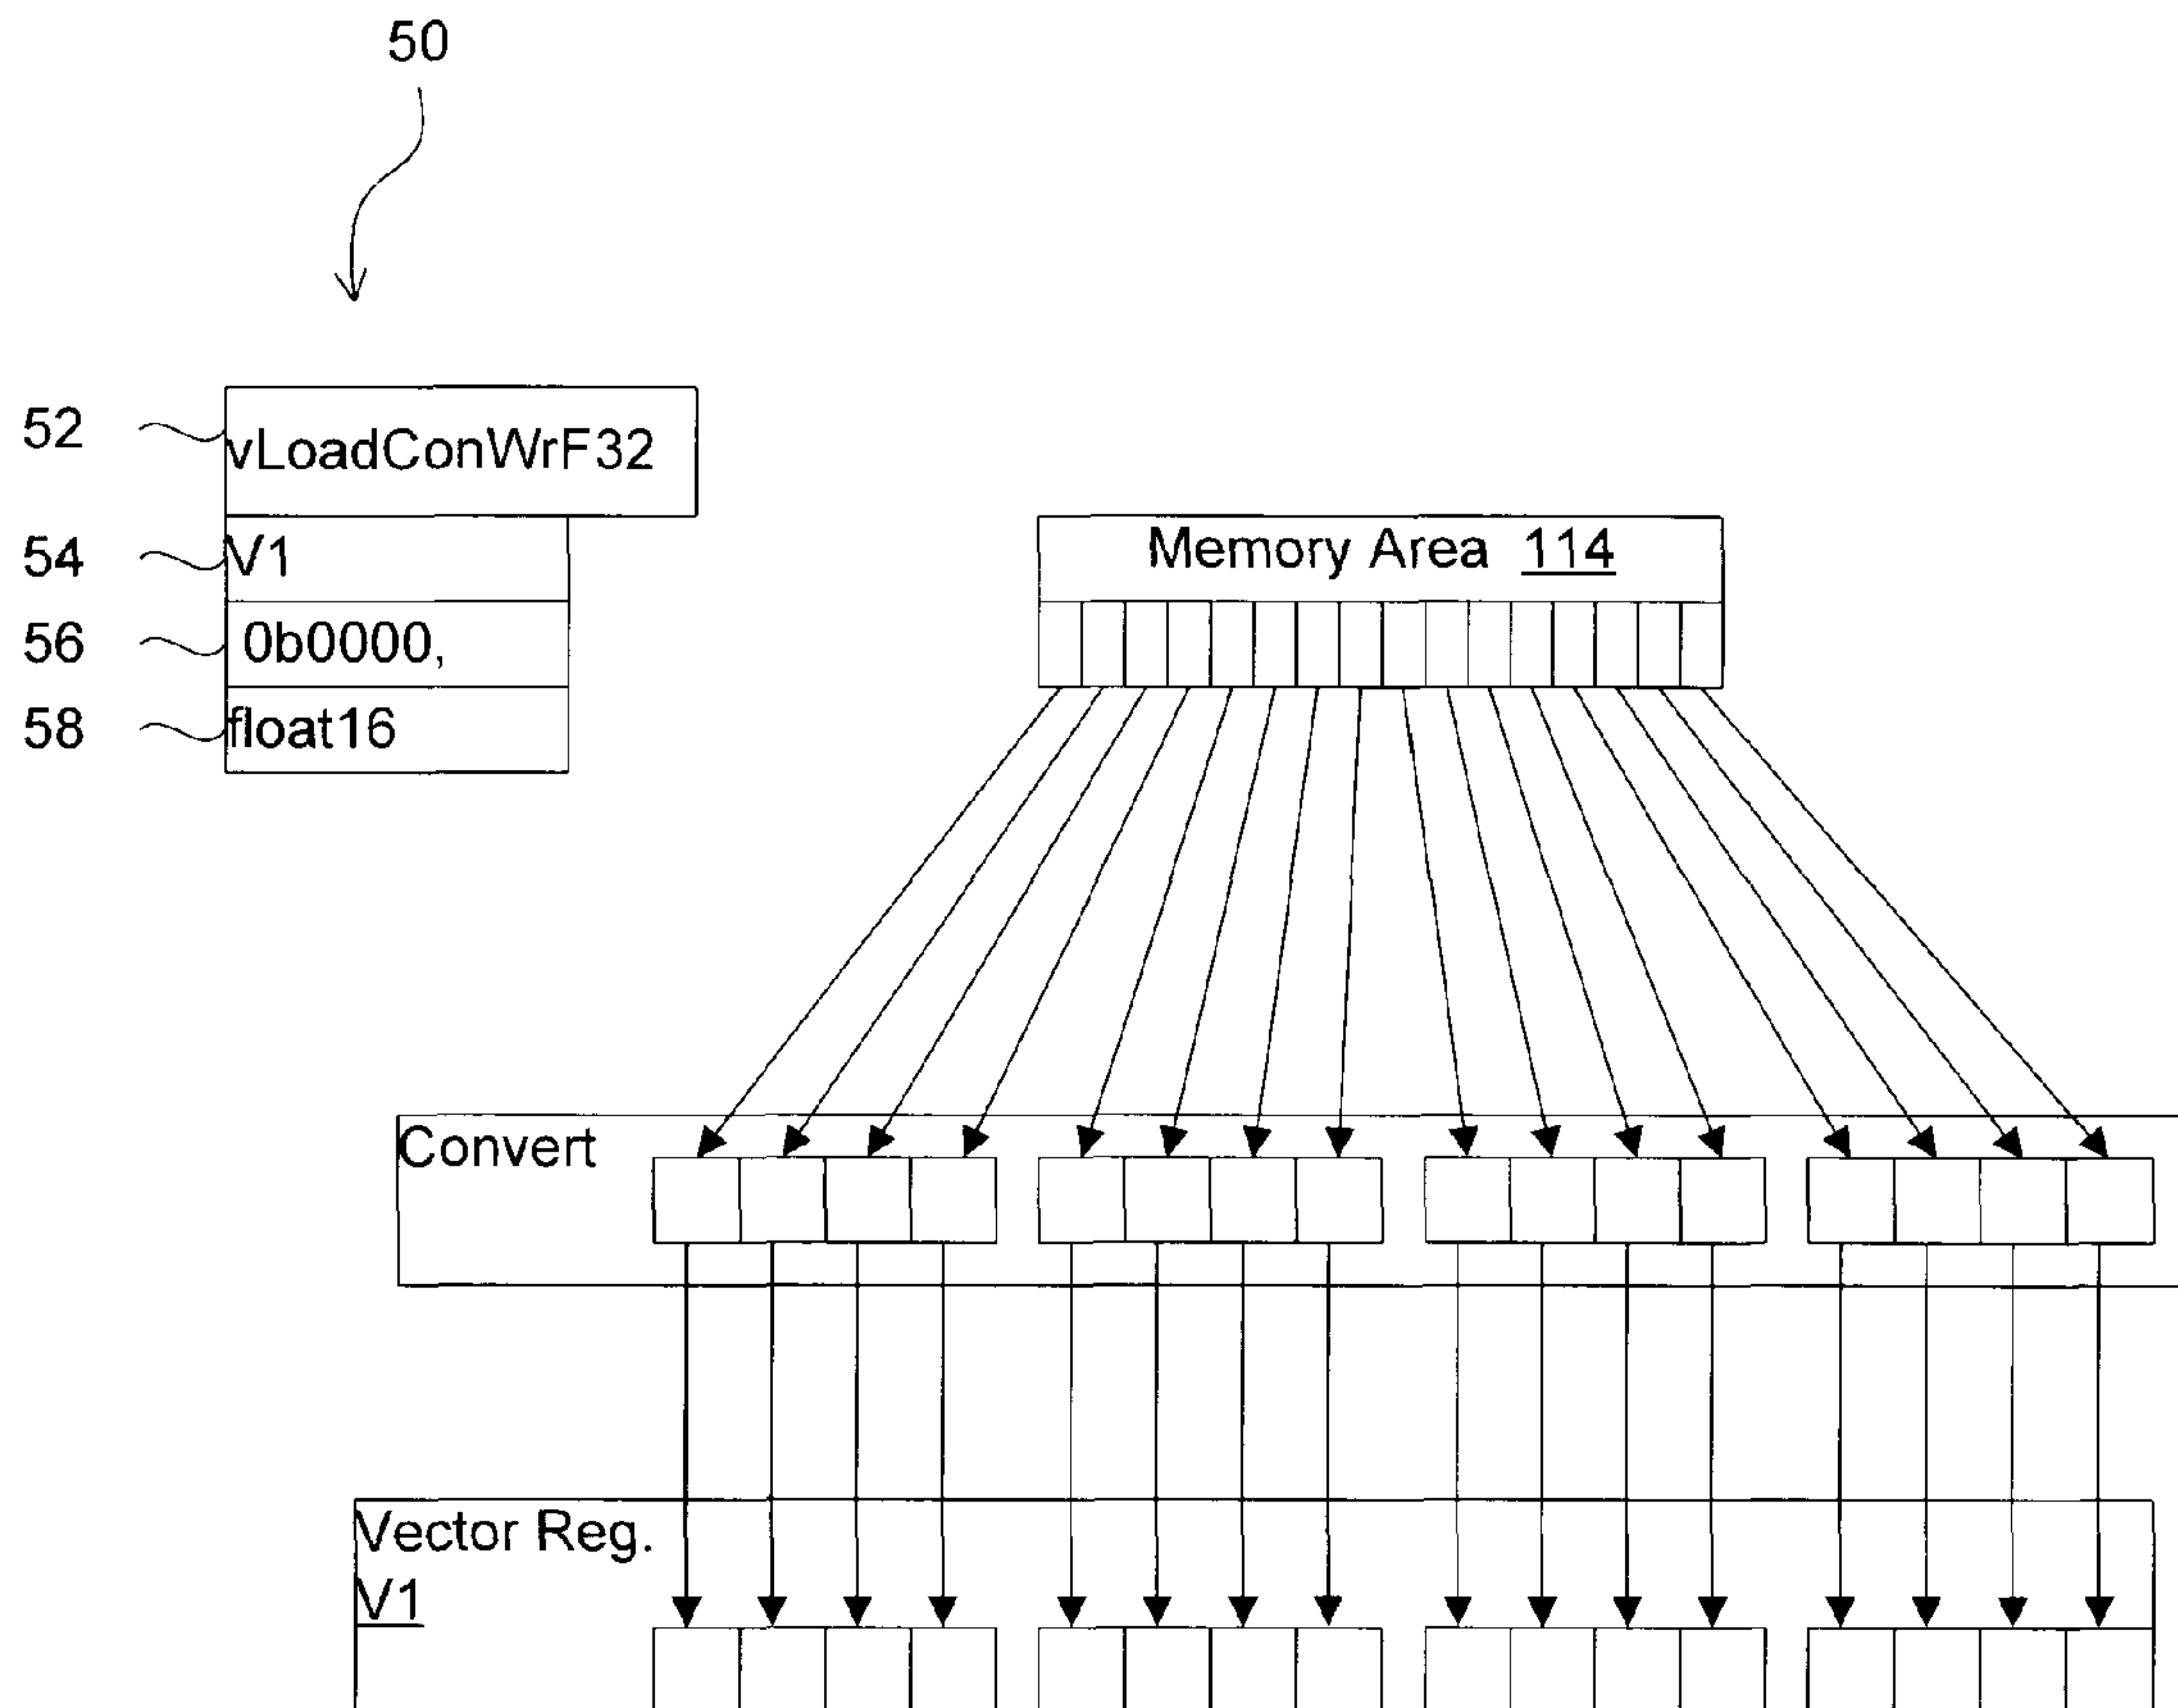 50
52
vLoadConWrF32
54
V1
Memory Area 114
56
0b0000,
58
float16
Convert
Vector Reg.
V1